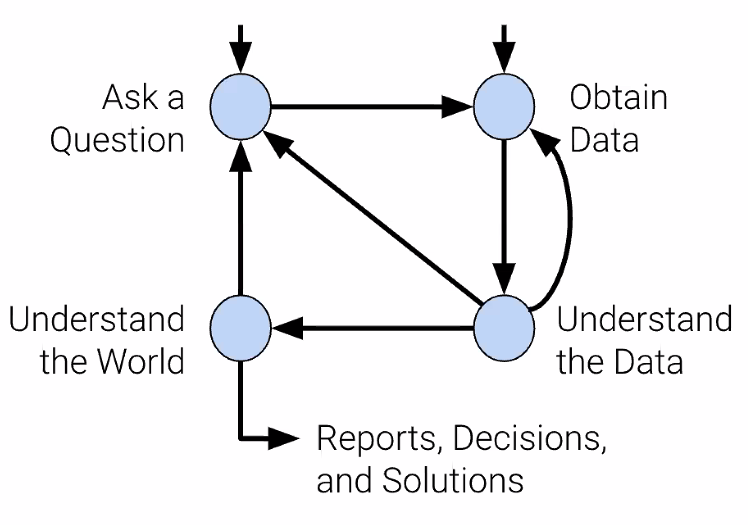 Ask a
Question
Obtain
Data
Understand
the World
Understand
the Data
Reports, Decisions,
and Solutions